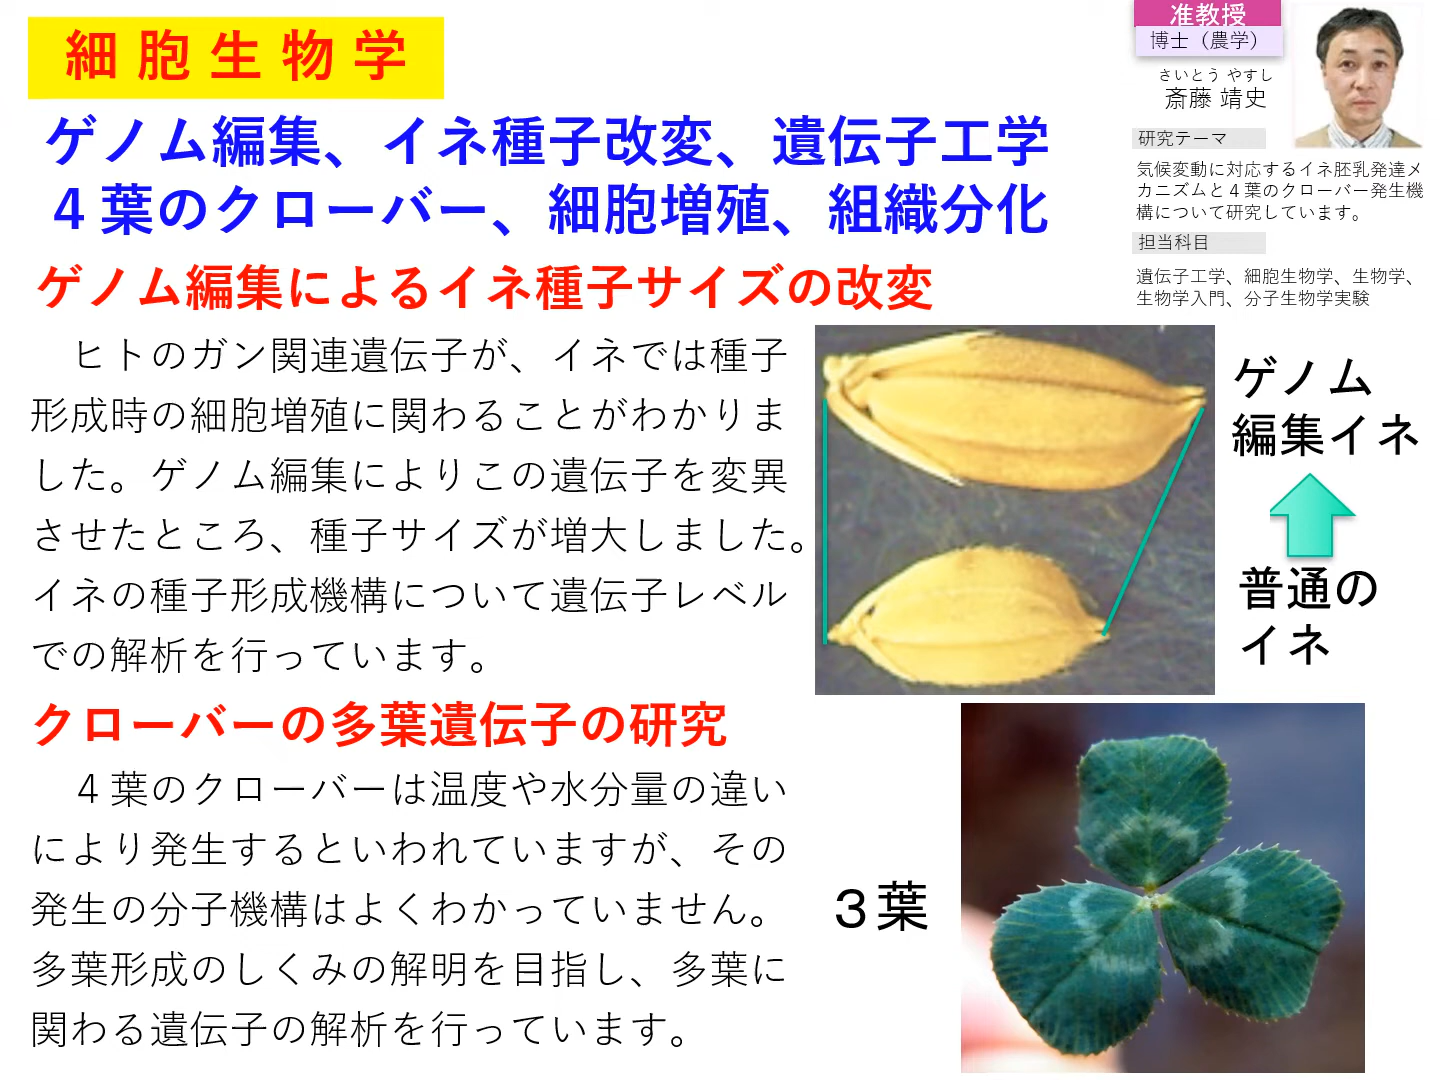 細胞生物学
ゲノム編集、イネ種子改変、遺伝子工学
４葉のクローバー、細胞増殖、組織分化
准教授
博士（農学）
さいとう やすし
斎藤 靖史
研究テーマ
気候変動に対応するイネ胚乳発達メ
カニズムと４葉のクローバー発生機
構について研究しています。
担当科目
遺伝子工学、細胞生物学、生物学、
生物学入門、分子生物学実験
ゲノム編集によるイネ種子サイズの改変
ヒトのガン関連遺伝子が、イネでは種子
形成時の細胞増殖に関わることがわかりま
した。ゲノム編集によりこの遺伝子を変異
させたところ、種子サイズが増大しました。
イネの種子形成機構について遺伝子レベル
での解析を行っています。
ゲノム
編集イネ
普通の
イネ
クローバーの多葉遺伝子の研究
４葉のクローバーは温度や水分量の違い
により発生するといわれていますが、その
発生の分子機構はよくわかっていません。
多葉形成のしくみの解明を目指し、多葉に
関わる遺伝子の解析を行っています。
３葉